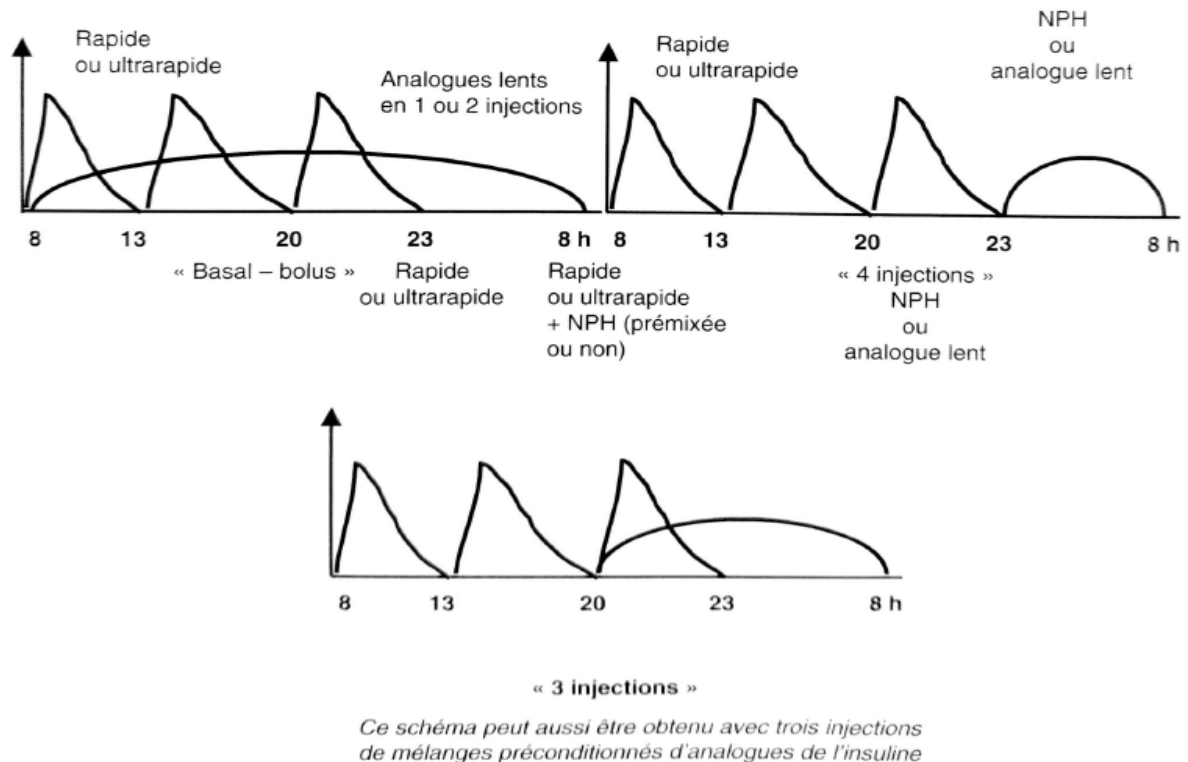 Rapide
ou ultrarapide
Analogues lents
en 1 ou 2 injections
8 13 20 23 8 h
« Basal – bolus »
Rapide
ou ultrarapide
NPH
ou
analogue lent
8 13 20 23 8 h
« 4 injections »
Rapide
ou ultrarapide
Rapide
ou ultrarapide
+ NPH (prémixée
ou non)
NPH
ou
analogue lent
8 13 20 23 8 h
« 3 injections »
Ce schéma peut aussi être obtenu avec trois injections
de mélanges préconditionnés d'analogues de l'insuline